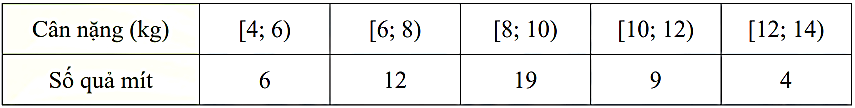 Cân nặng (kg) [4; 6) [6; 8) [8; 10) [10; 12) [12; 14)
Số quả mít 6 12 19 9 4